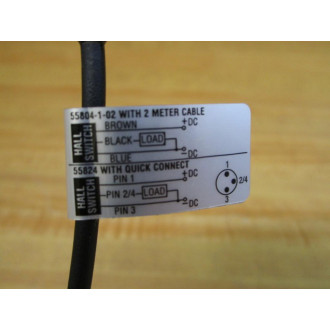 55804-1-02 WITH 2 METER CABLE
HALL SWITCH
BROWN
+ DC
BLACK
LOAD
BLUE
- DC
55824 WITH QUICK CONNECT
HALL SWITCH
PIN 1
+ DC
PIN 2/4
LOAD
PIN 3
- DC
1
2/4
3